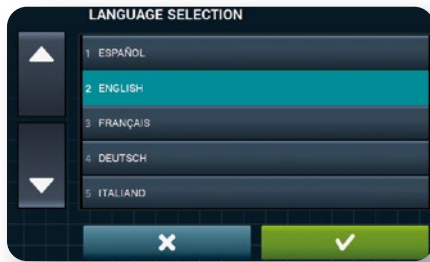 LANGUAGE SELECTION
1 ESPAÑOL
2 ENGLISH
3 FRANÇAIS
4 DEUTSCH
5 ITALIANO